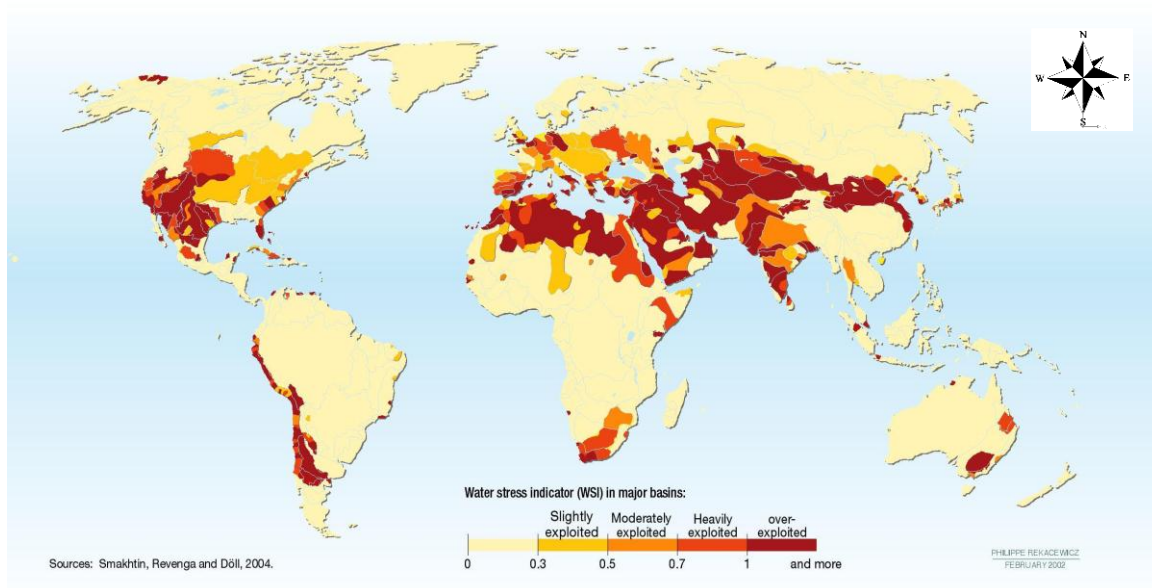 N
W E
S
Water stress indicator (WSI) in major basins:
Slightly exploited
Moderately exploited
Heavily exploited
over-exploited
0 0.3 0.5 0.7 1 and more
Sources: Smakhtin, Revenga and Döll, 2004.
PHILIPPE REKACEWICZ
FEBRUARY 2002